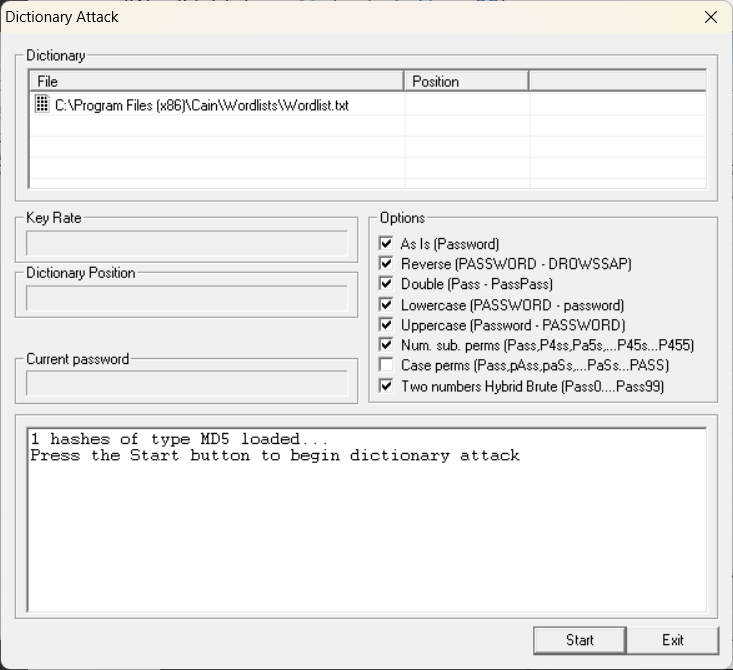 Dictionary Attack
Dictionary
File Position
C:\Program Files (x86)\Cain\Wordlists\Wordlist.txt
Key Rate
Dictionary Position
Current password
Options
As Is (Password)
Reverse (PASSWORD - DROWSSAP)
Double (Pass - PassPass)
Lowercase (PASSWORD - password)
Uppercase (Password - PASSWORD)
Num. sub. perms (Pass,P4ss,Pa5s,...P45s...P455)
Case perms (Pass,pAss,paSs,...PaSs...PASS)
Two numbers Hybrid Brute (Pass0....Pass99)
1 hashes of type MD5 loaded...
Press the Start button to begin dictionary attack
Start Exit